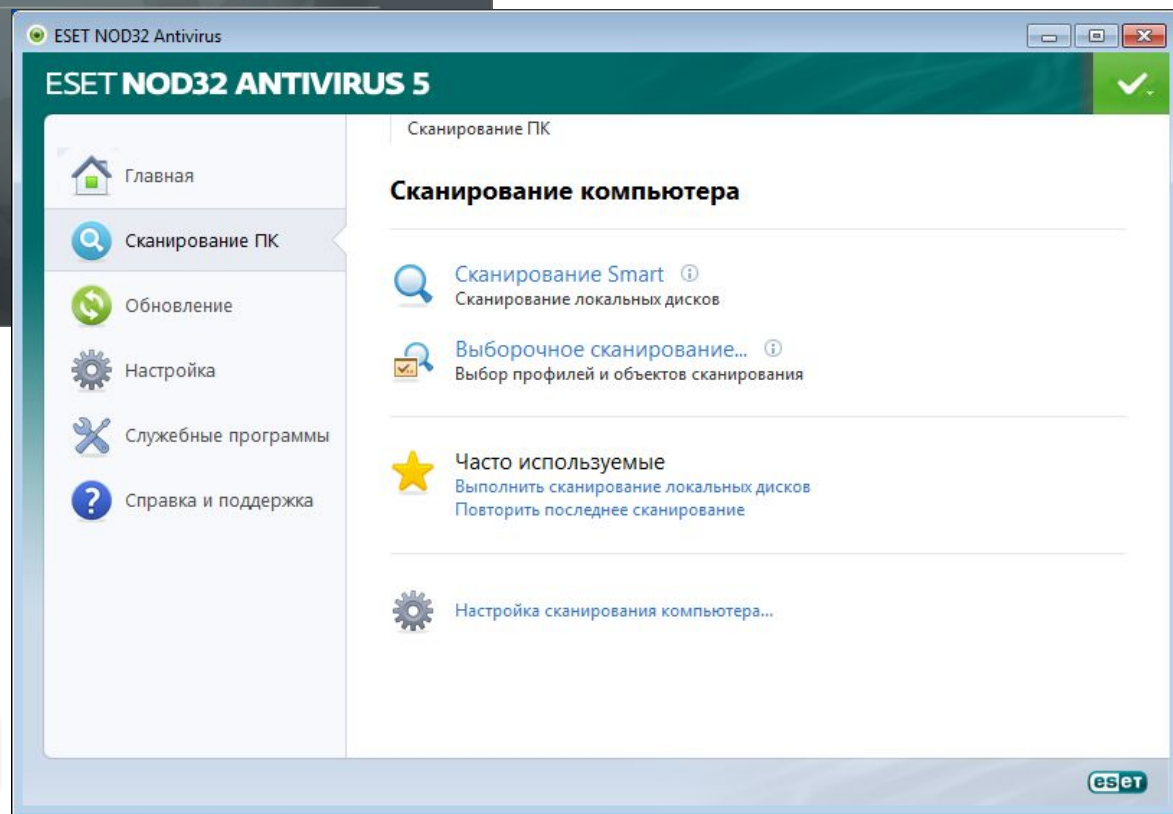 ESET NOD32 Antivirus
ESET NOD32 ANTIVIRUS 5
Главная
Сканирование ПК
Обновление
Настройка
Служебные программы
Справка и поддержка
Сканирование ПК
Сканирование компьютера
Сканирование Smart
Сканирование локальных дисков
Выборочное сканирование...
Выбор профилей и объектов сканирования
Часто используемые
Выполнить сканирование локальных дисков
Повторить последнее сканирование
Настройка сканирования компьютера...
eset